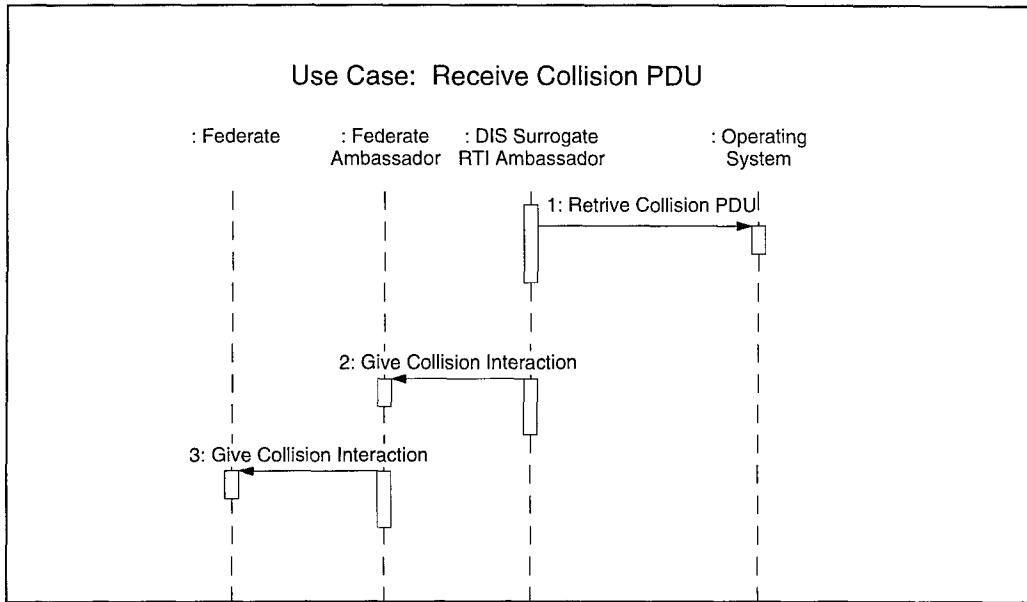 Use Case: Receive Collision PDU
: Federate
: Federate
Ambassador
: DIS Surrogate
RTI Ambassador
: Operating
System
1: Retrive Collision PDU
2: Give Collision Interaction
3: Give Collision Interaction